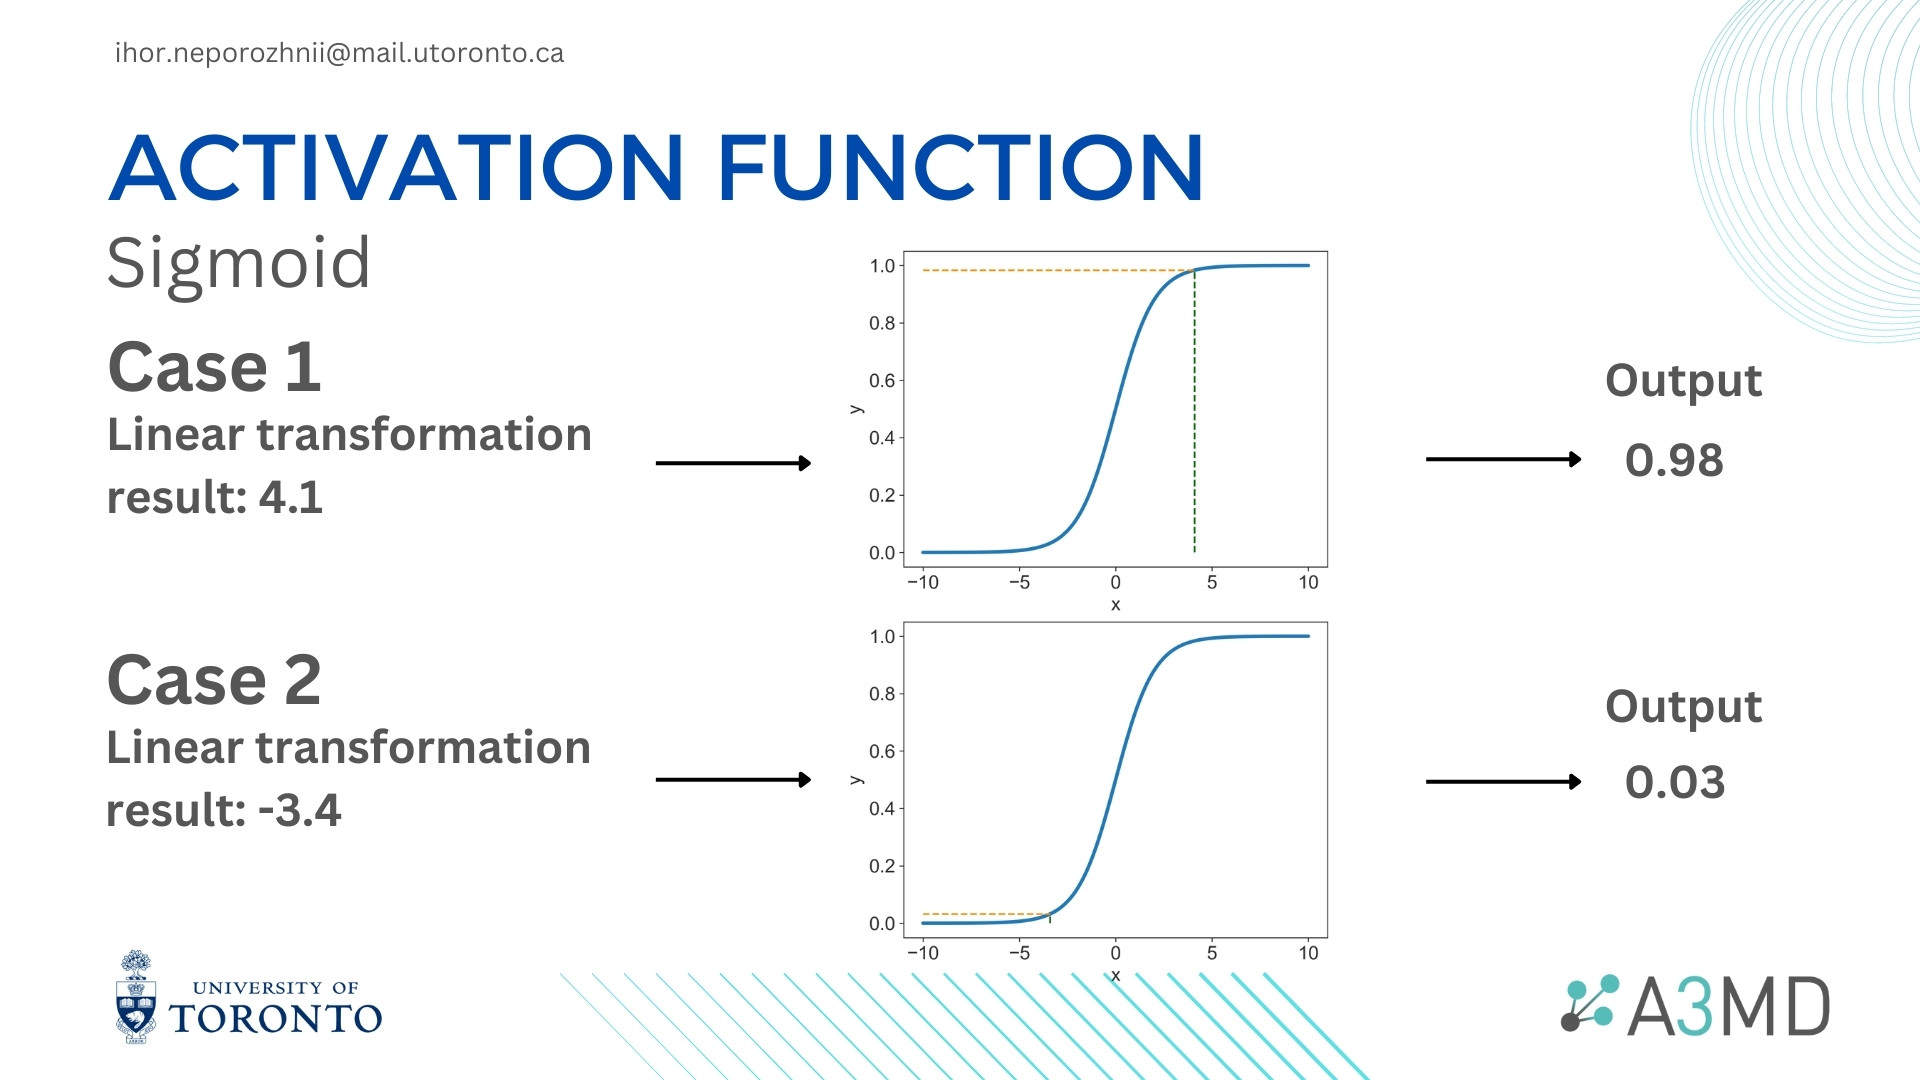 ihor.neporozhnii@mail.utoronto.ca
ACTIVATION FUNCTION
Sigmoid
Case 1
Linear transformation
result: 4.1
1.0
0.8
0.6
0.4
0.2
0.0
y
−10 −5 0 5 10
x
Output
0.98
Case 2
Linear transformation
result: -3.4
1.0
0.8
0.6
0.4
0.2
0.0
y
−10 −5 0 5 10
x
Output
0.03
UNIVERSITY OF
TORONTO
A3MD